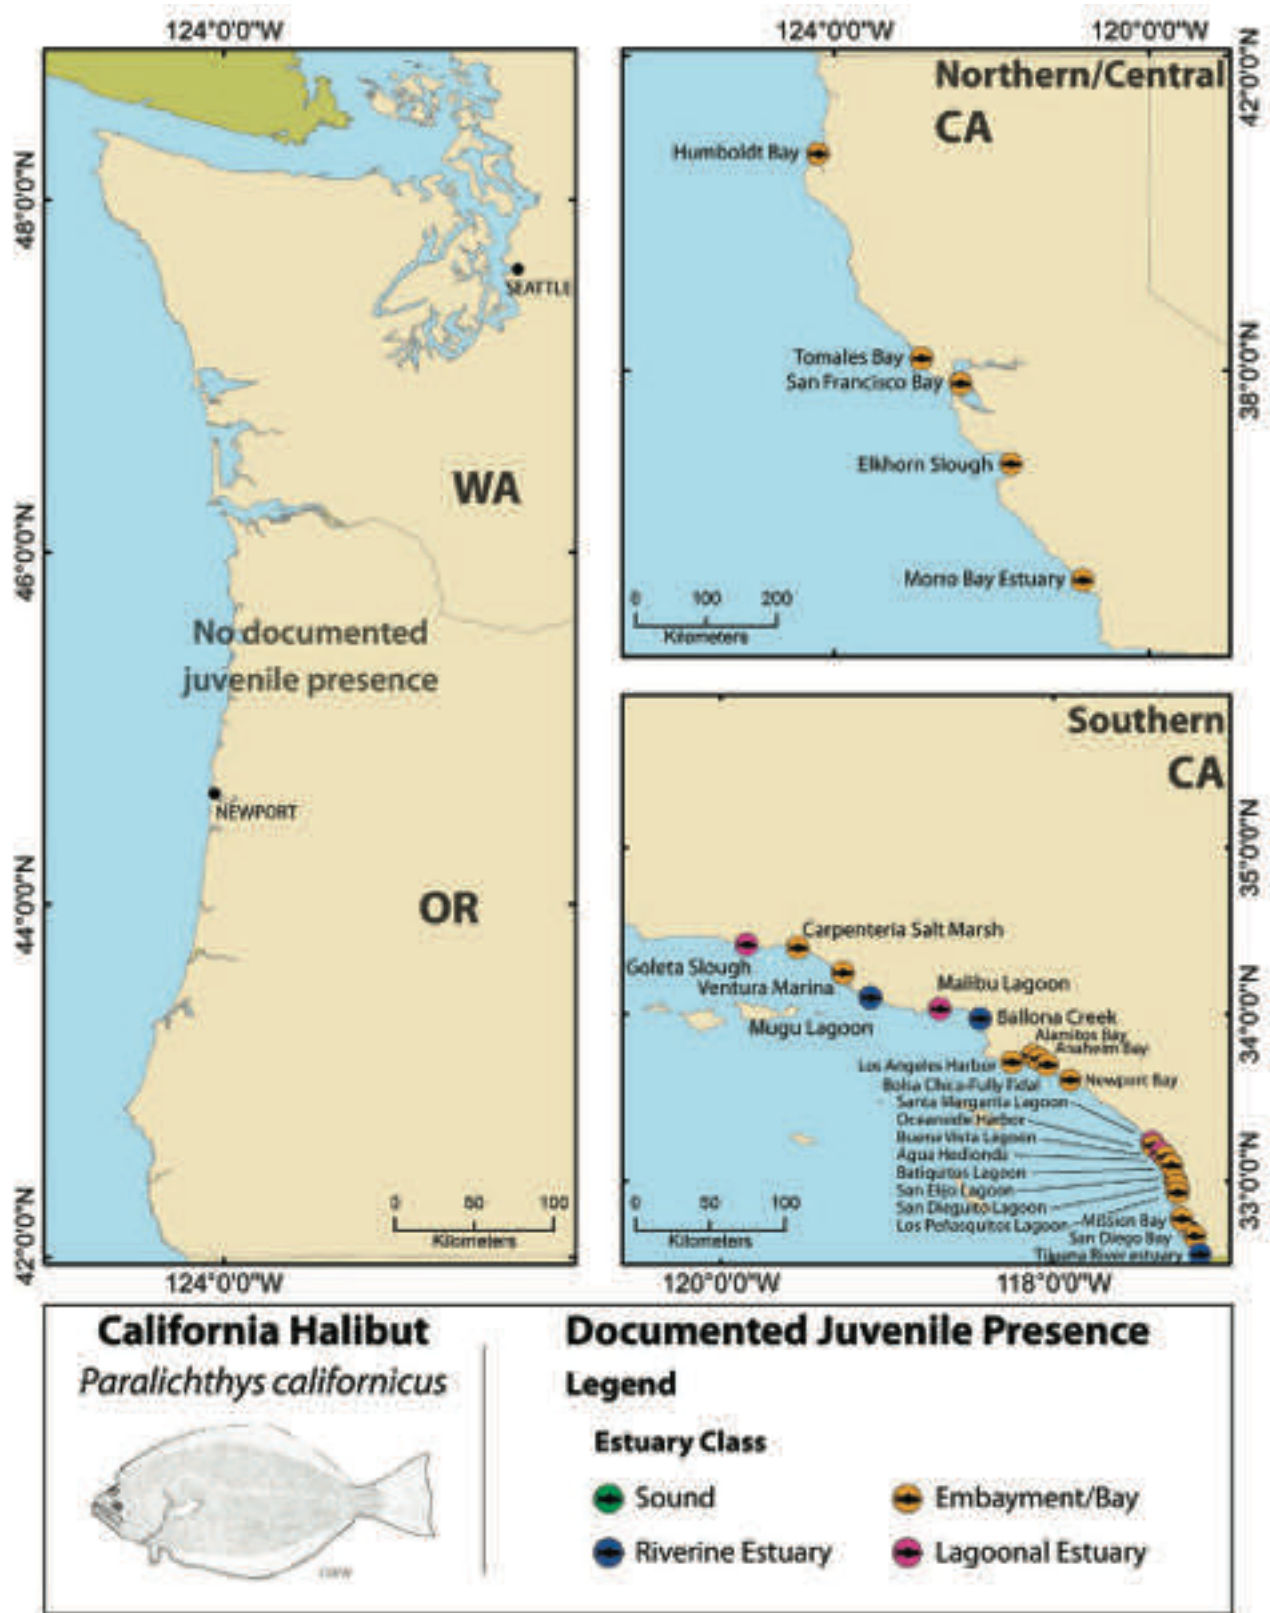 124°0'0"W
48°0'0"N
46°0'0"N
44°0'0"N
42°0'0"N
SEATTLE
WA
No documented
juvenile presence
NEWPORT
OR
0 50 100
Kilometers
124°0'0"W
124°0'0"W 120°0'0"W
42°0'0"N
38°0'0"N
Northern/Central
CA
Humboldt Bay
Tomales Bay
San Francisco Bay
Elkhorn Slough
Morro Bay Estuary
0 100 200
Kilometers
Southern
CA
35°0'0"N
34°0'0"N
33°0'0"N
Carpenteria Salt Marsh
Goleta Slough
Ventura Marina
Malibu Lagoon
Mugu Lagoon
Ballona Creek
Alamitos Bay
Anaheim Bay
Los Angeles Harbor
Bolsa Chica-Fully Tidal
Newport Bay
Santa Margarita Lagoon
Oceanside Harbor
Buena Vista Lagoon
Agua Hedionda
Batiquitos Lagoon
San Elijo Lagoon
San Dieguito Lagoon
Los Peñasquitos Lagoon
Mission Bay
San Diego Bay
Tijuana River estuary
0 50 100
Kilometers
120°0'0"W 118°0'0"W
California Halibut
Paralichthys californicus
Documented Juvenile Presence
Legend
Estuary Class
Sound
Embayment/Bay
Riverine Estuary
Lagoonal Estuary